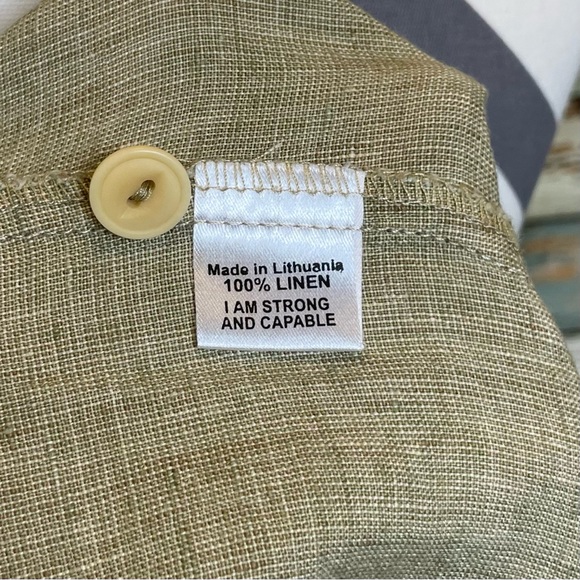 Made in Lithuania
100% LINEN
I AM STRONG
AND CAPABLE